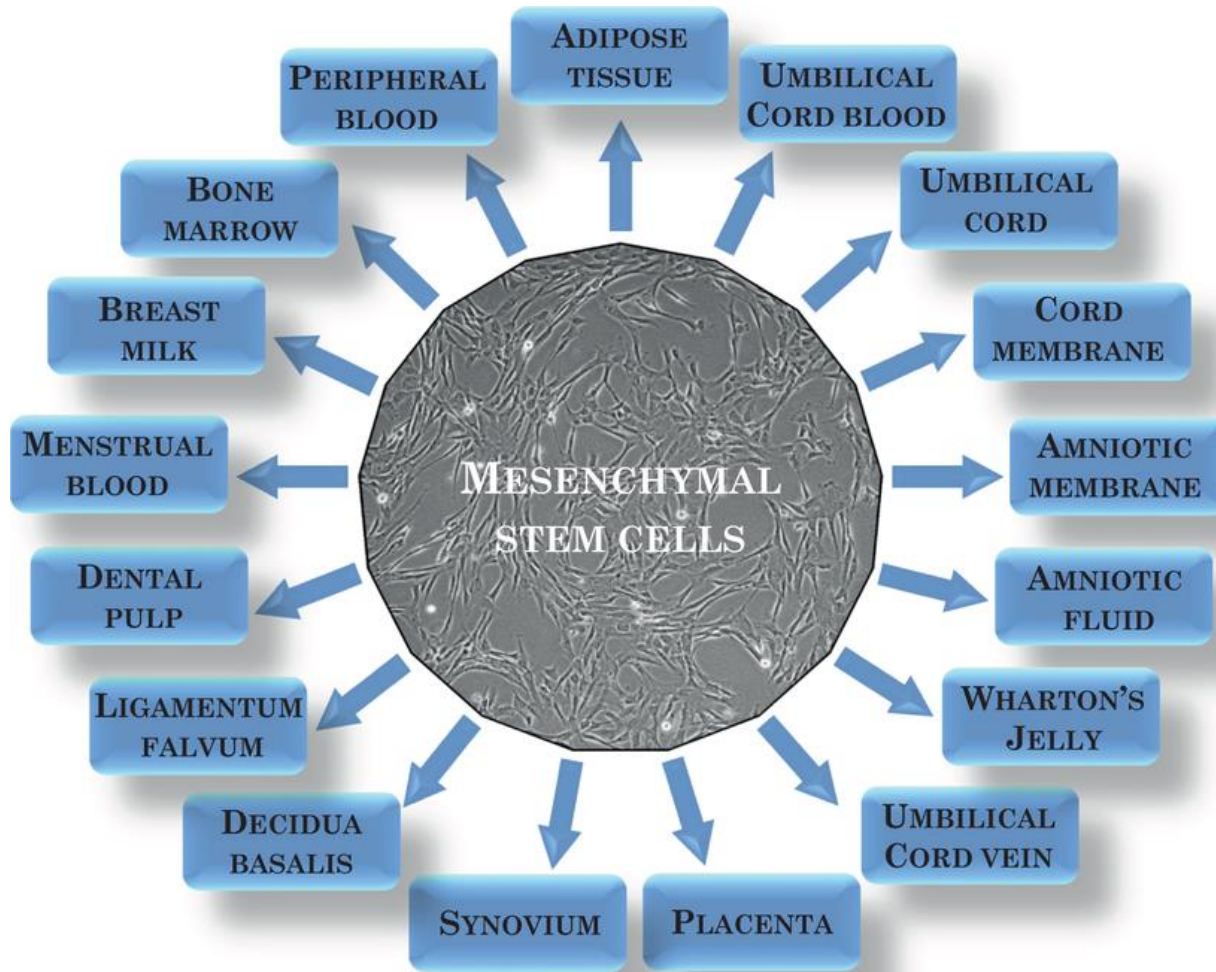 ADIPOSE
TISSUE
UMBILICAL
CORD BLOOD
UMBILICAL
CORD
CORD
MEMBRANE
AMNIOTIC
MEMBRANE
AMNIOTIC
FLUID
WHARTON'S
JELLY
UMBILICAL
CORD VEIN
PLACENTA
SYNOVIUM
DECIDUA
BASALIS
LIGAMENTUM
FALVUM
DENTAL
PULP
MENSTRUAL
BLOOD
BREAST
MILK
BONE
MARROW
PERIPHERAL
BLOOD
MESENCHYMAL
STEM CELLS